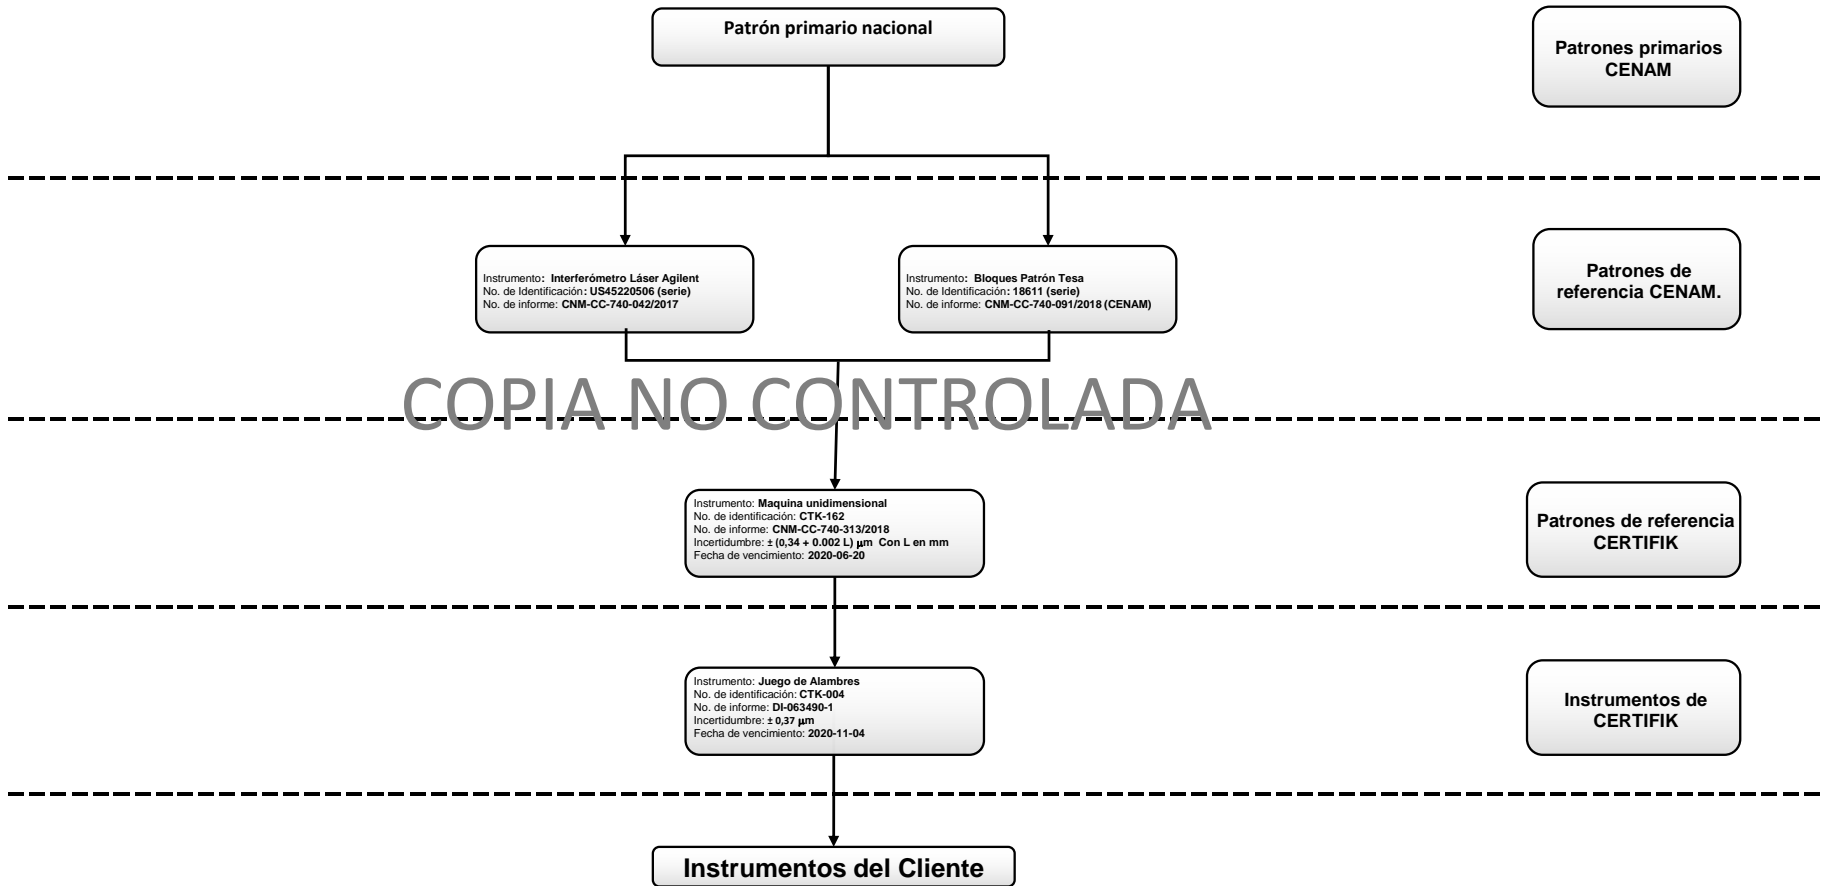 Patrón primario nacional
Patrones primarios
CENAM
Instrumento: Interferómetro Láser Agilent
No. de Identificación: US45220506 (serie)
No. de informe: CNM-CC-740-042/2017
Instrumento: Bloques Patrón Tesa
No. de Identificación: 18611 (serie)
No. de informe: CNM-CC-740-091/2018 (CENAM)
Patrones de
referencia CENAM.
COPIA NO CONTROLADA
Instrumento: Maquina unidimensional
No. de identificación: CTK-162
No. de informe: CNM-CC-740-313/2018
Incertidumbre: ± (0,34 + 0.002 L) µm Con L en mm
Fecha de vencimiento: 2020-06-20
Patrones de referencia
CERTIFIK
Instrumento: Juego de Alambres
No. de identificación: CTK-004
No. de informe: DI-063490-1
Incertidumbre: ± 0,37 µm
Fecha de vencimiento: 2020-11-04
Instrumentos de
CERTIFIK
Instrumentos del Cliente